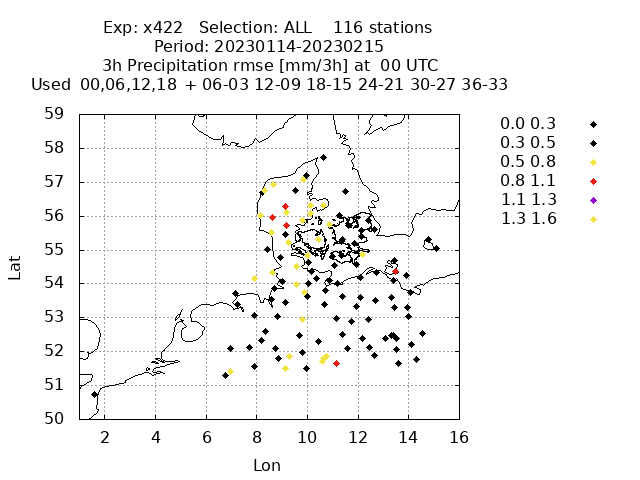 Exp: x422   Selection: ALL    116 stations
Period: 20230114-20230215
3h Precipitation rmse [mm/3h] at  00 UTC
Used  00,06,12,18  + 06-03 12-09 18-15 24-21 30-27 36-33
59
58
57
56
55
54
53
52
51
50
Lat
2 4 6 8 10 12 14 16
Lon
0.0 0.3
0.3 0.5
0.5 0.8
0.8 1.1
1.1 1.3
1.3 1.6